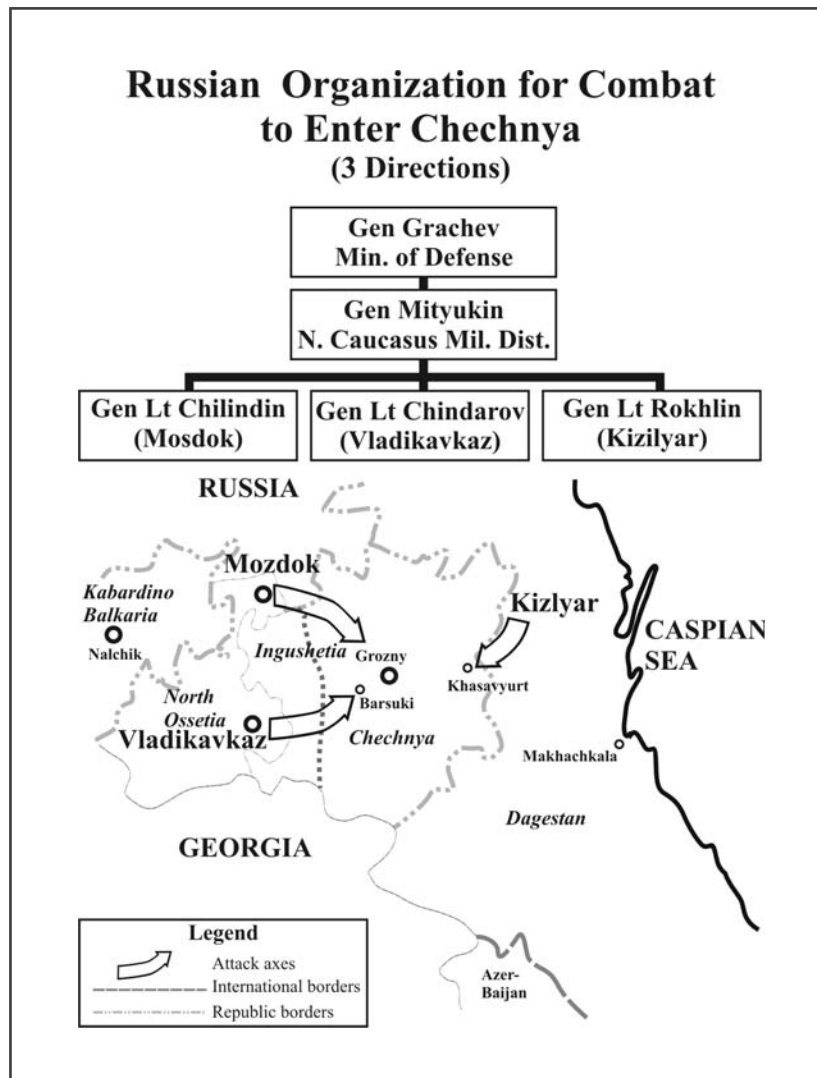 Russian Organization for Combat
to Enter Chechnya
(3 Directions)
Gen Grachev
Min. of Defense
Gen Mityukin
N. Caucasus Mil. Dist.
Gen Lt Chilindin
(Mosdok)
Gen Lt Chindarov
(Vladikavkaz)
Gen Lt Rokhlin
(Kizilyar)
RUSSIA
Mozdok
Kabardino
Balkaria
Nalchik
Kizlyar
Ingushetia
Grozny
CASPIAN
SEA
Khasavyurt
North
Ossetia
Barsuki
Vladikavkaz
Chechnya
Makhachkala
Dagestan
GEORGIA
Legend
Attack axes
International borders
Republic borders
Azer-
Baijan